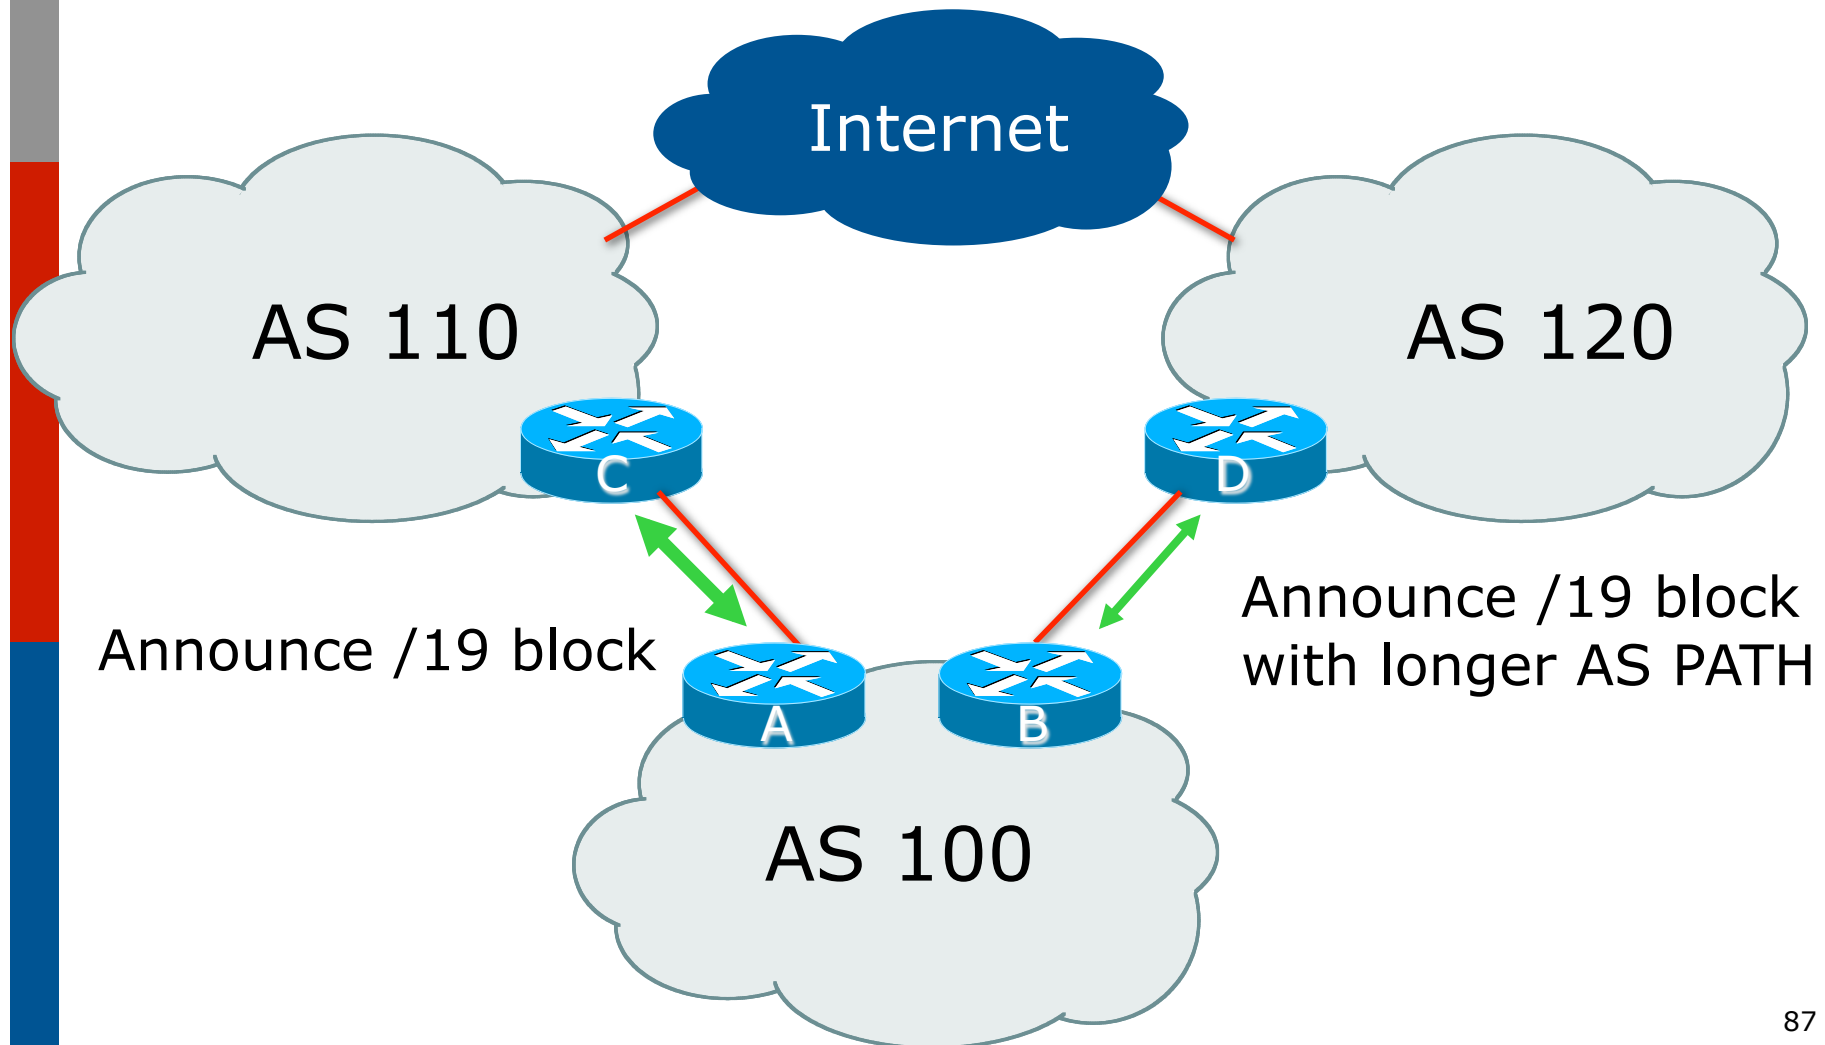 Internet
AS 110
AS 120
C
D
Announce /19 block
Announce /19 block
with longer AS PATH
A
B
AS 100
87